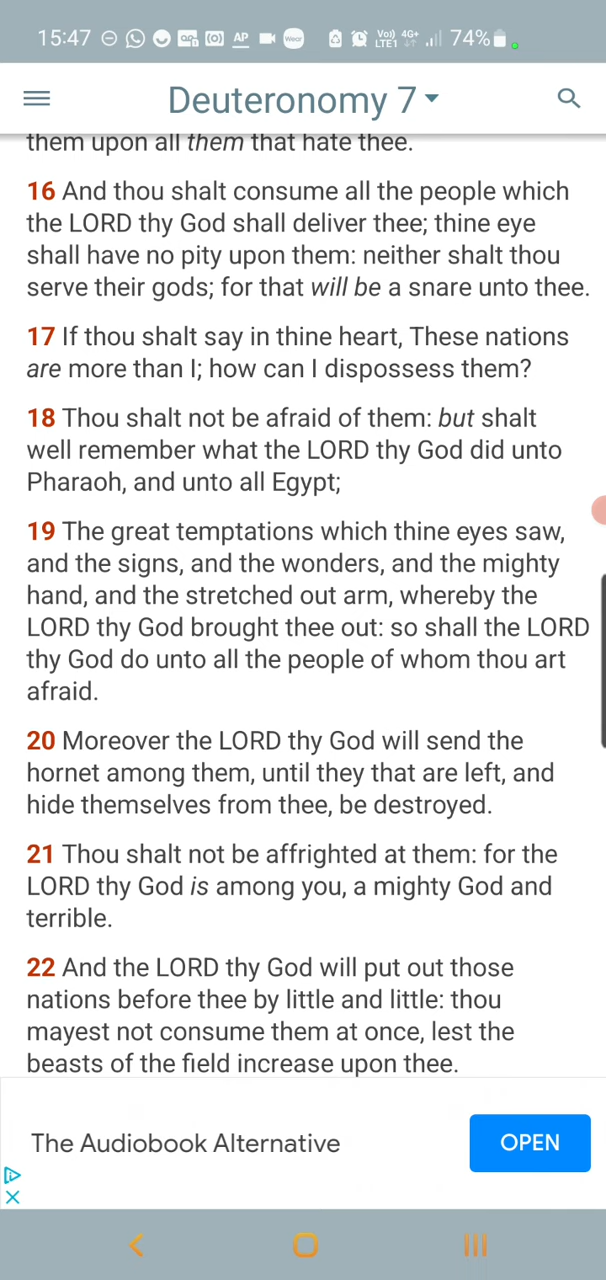 15:47
AP
Wear
Vo))
LTE1
4G+
74%
Deuteronomy 7
them upon all them that hate thee.
16 And thou shalt consume all the people which
the LORD thy God shall deliver thee; thine eye
shall have no pity upon them: neither shalt thou
serve their gods; for that will be a snare unto thee.
17 If thou shalt say in thine heart, These nations
are more than I; how can I dispossess them?
18 Thou shalt not be afraid of them: but shalt
well remember what the LORD thy God did unto
Pharaoh, and unto all Egypt;
19 The great temptations which thine eyes saw,
and the signs, and the wonders, and the mighty
hand, and the stretched out arm, whereby the
LORD thy God brought thee out: so shall the LORD
thy God do unto all the people of whom thou art
afraid.
20 Moreover the LORD thy God will send the
hornet among them, until they that are left, and
hide themselves from thee, be destroyed.
21 Thou shalt not be affrighted at them: for the
LORD thy God is among you, a mighty God and
terrible.
22 And the LORD thy God will put out those
nations before thee by little and little: thou
mayest not consume them at once, lest the
beasts of the field increase upon thee.
The Audiobook Alternative
OPEN